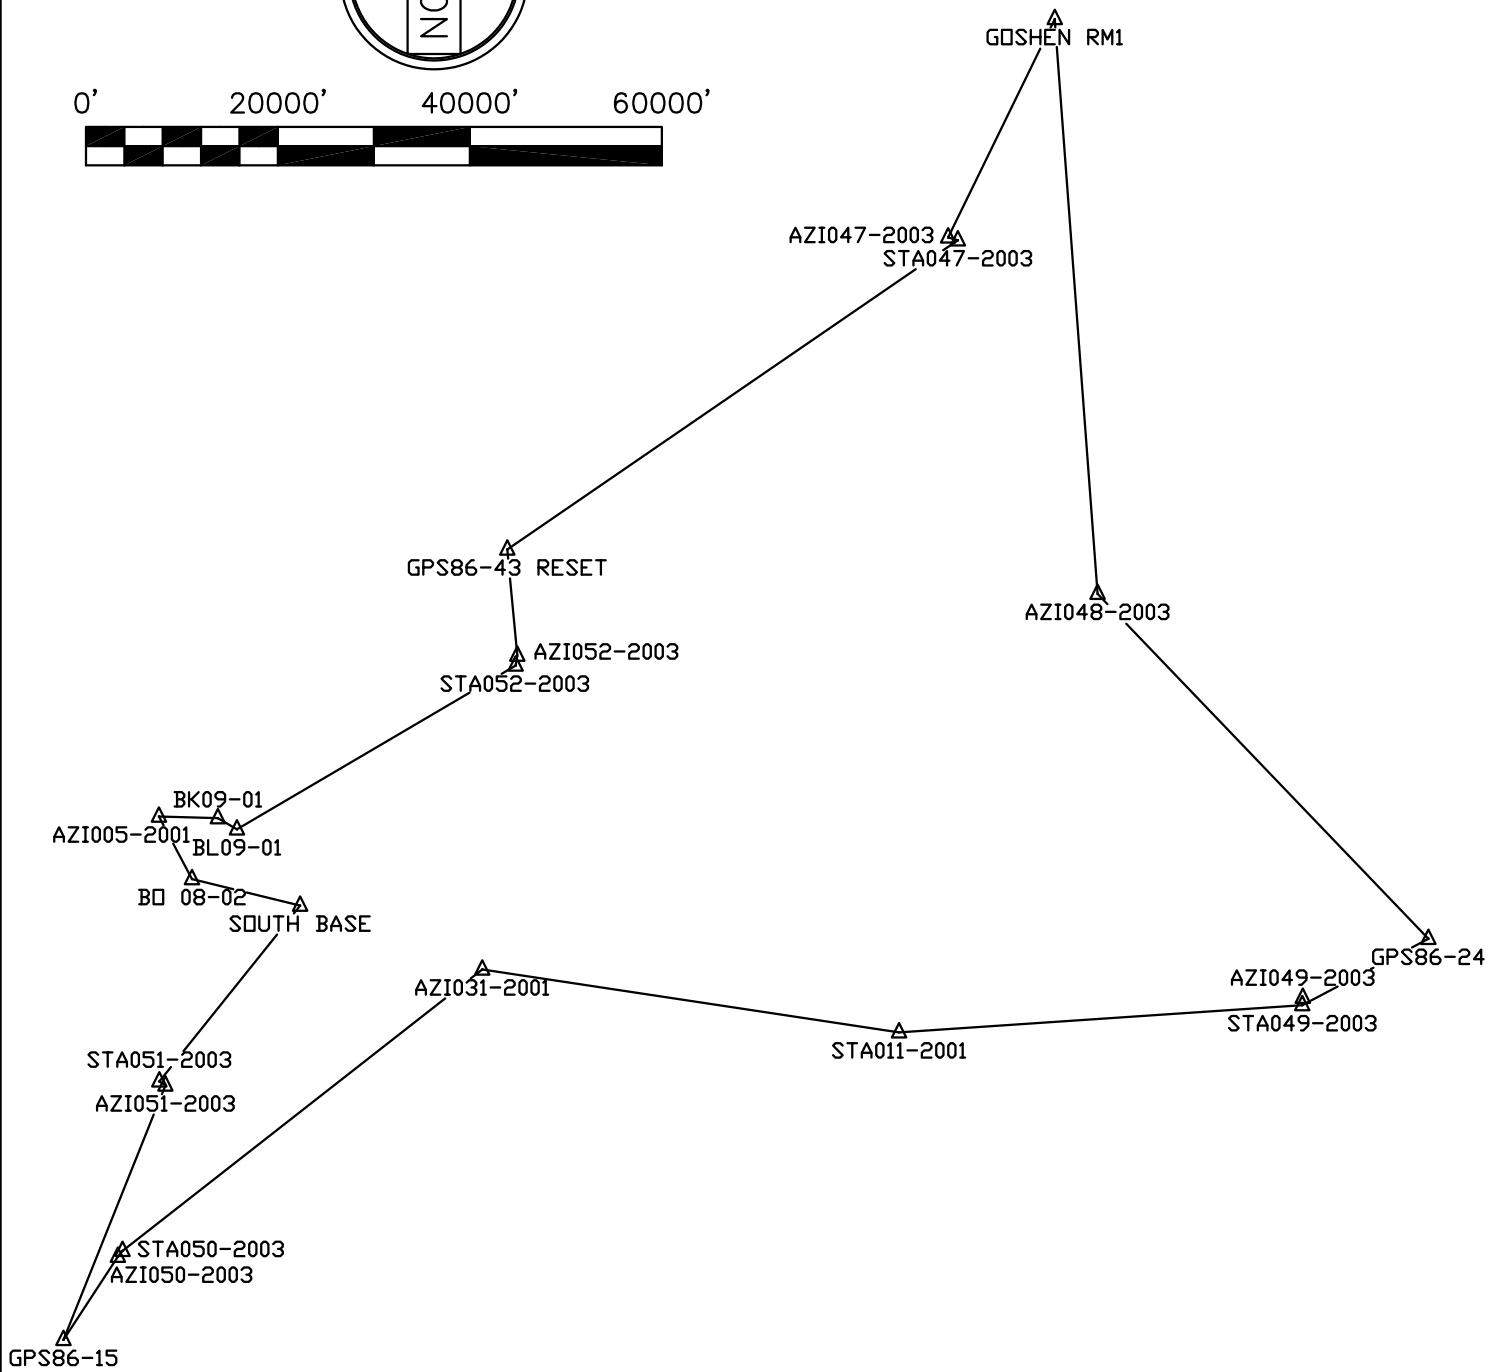 NO
0' 20000' 40000' 60000'
GOSHEN RM1
AZI047-2003
STA047-2003
GPS86-43 RESET
AZI048-2003
AZI052-2003
STA052-2003
BK09-01
AZI005-2001
BL09-01
BO 08-02
SOUTH BASE
GPS86-24
AZI049-2003
AZI031-2001
STA049-2003
STA011-2001
STA051-2003
AZI051-2003
STA050-2003
AZI050-2003
GPS86-15